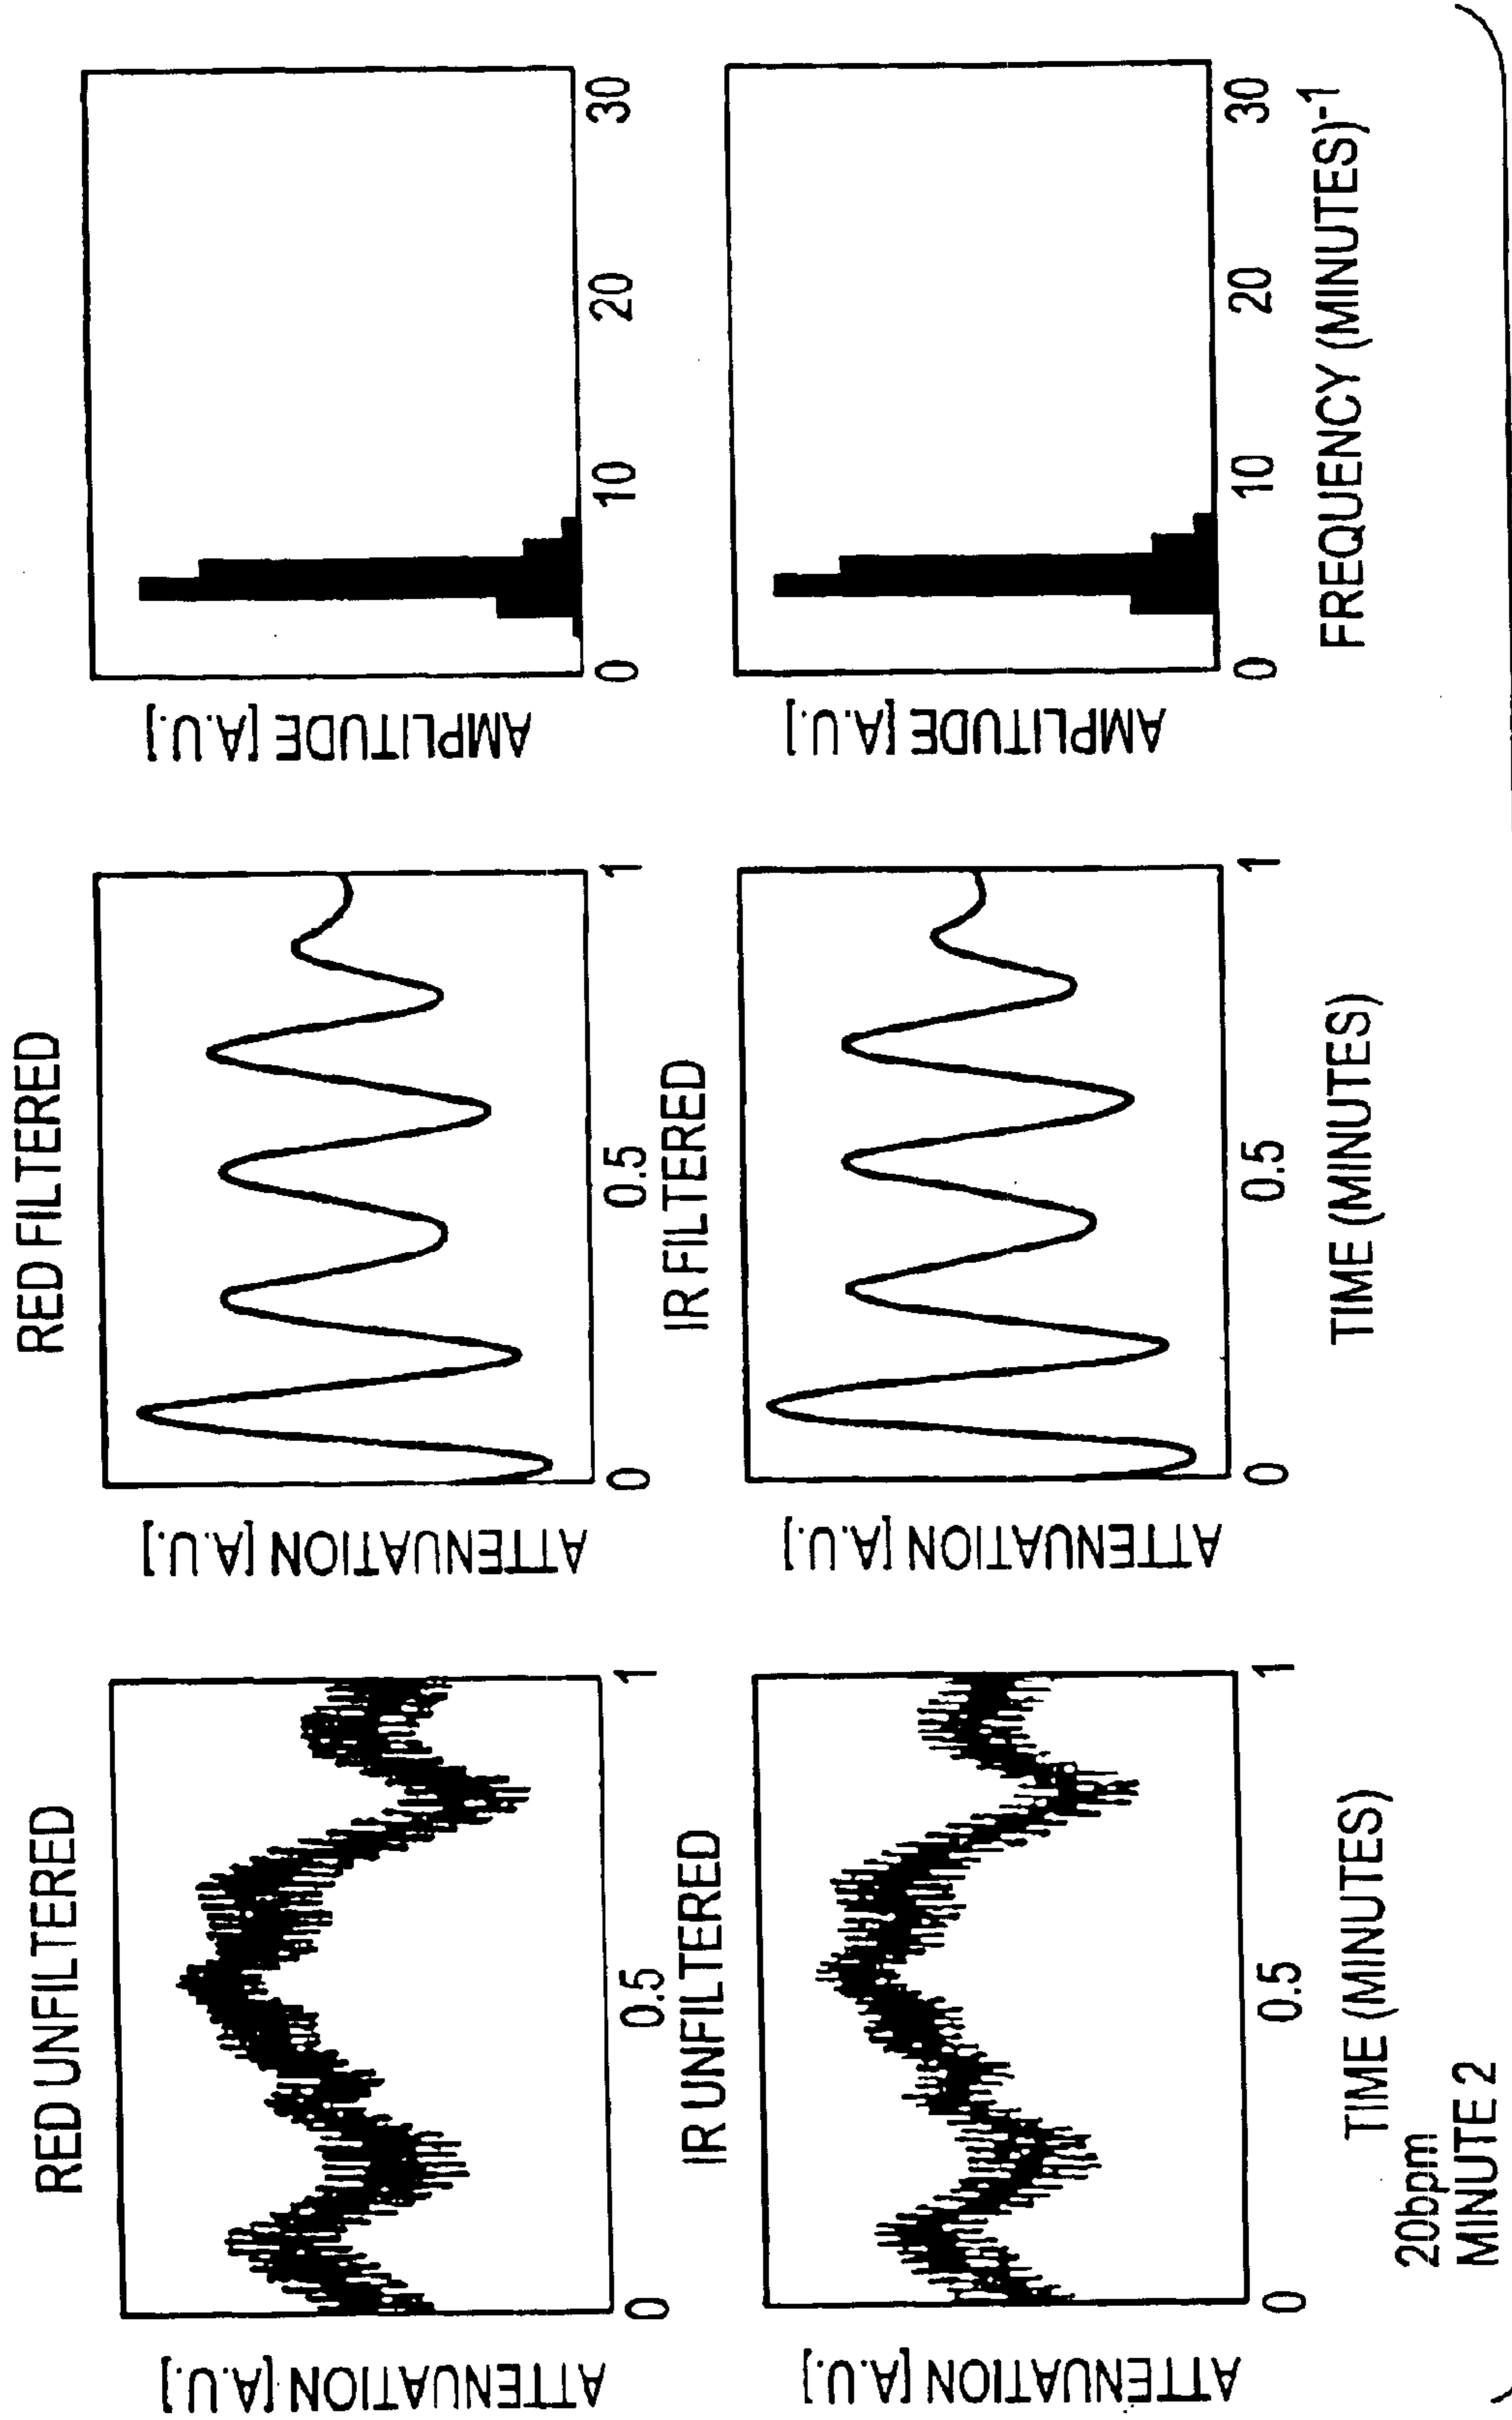 RED UNFILTERED
RED FILTERED
ATTENUATION [A.U.]
ATTENUATION [A.U.]
AMPLITUDE [A.U.]
0 0.5 1
0 0.5 1
0 10 20 30
IR UNFILTERED
IR FILTERED
ATTENUATION [A.U.]
ATTENUATION [A.U.]
AMPLITUDE [A.U.]
0 0.5 1
0 0.5 1
0 10 20 30
TIME (MINUTES)
TIME (MINUTES)
FREQUENCY (MINUTES)-1
20bpm
MINUTE 2